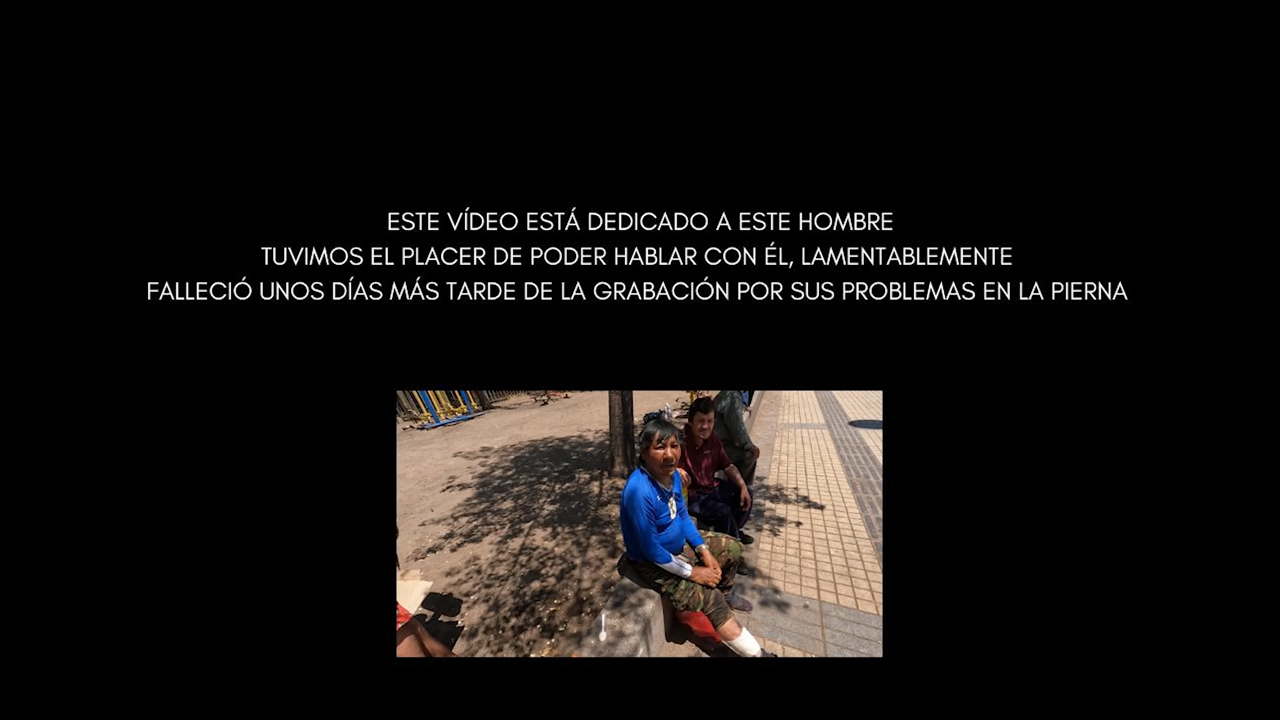 ESTE VÍDEO ESTÁ DEDICADO A ESTE HOMBRE
TUVIMOS EL PLACER DE PODER HABLAR CON ÉL, LAMENTABLEMENTE
FALLECIÓ UNOS DÍAS MÁS TARDE DE LA GRABACIÓN POR SUS PROBLEMAS EN LA PIERNA